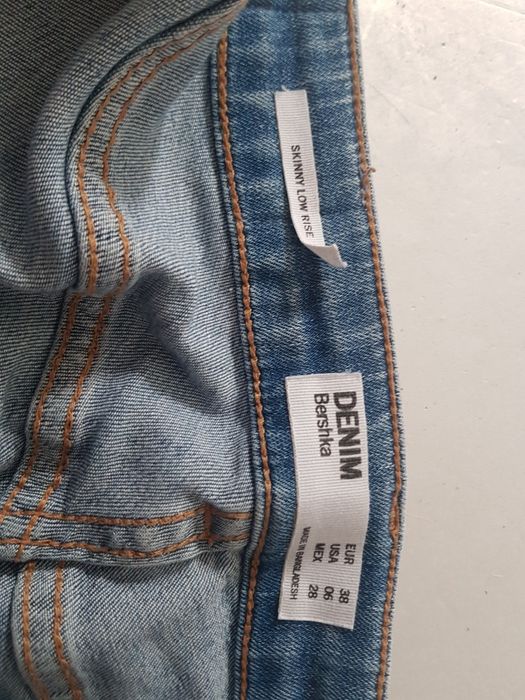 SKINNY LOW RISE
DENIM
Bershka
EUR 38
USA 06
MEX 28
MADE IN BANGLADESH